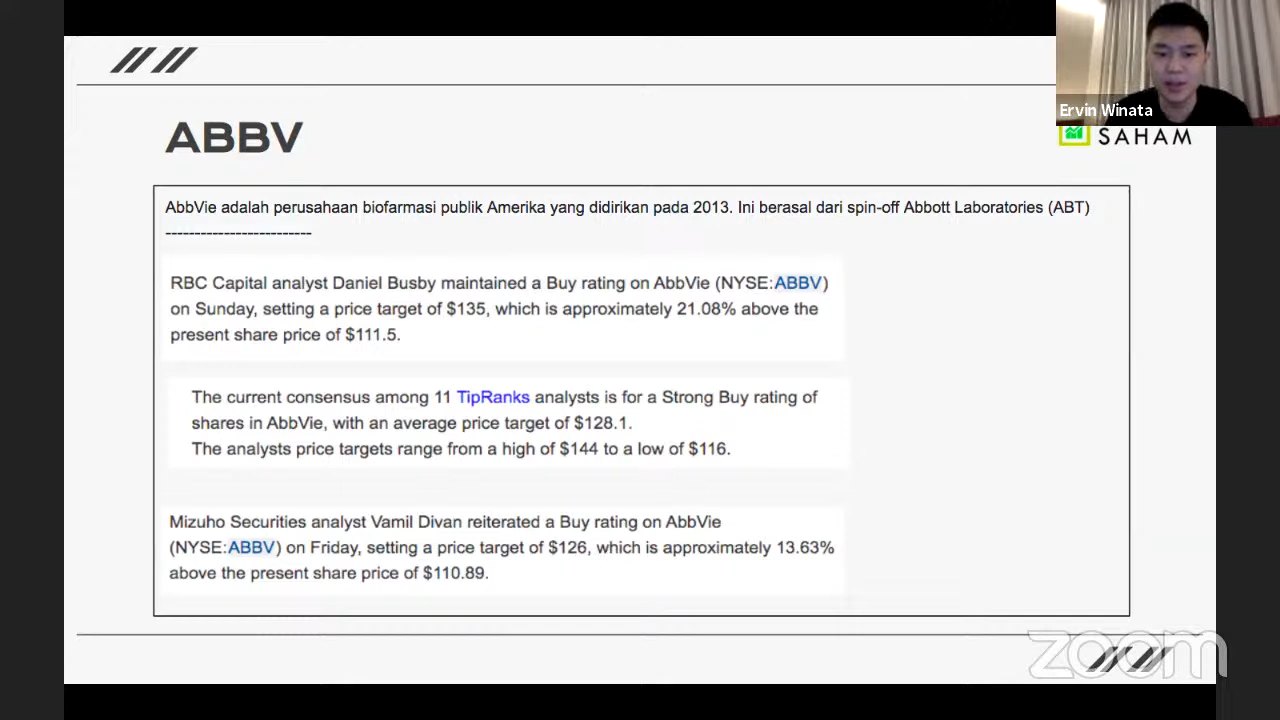 Ervin Winata
SAHAM
ABBV
AbbVie adalah perusahaan biofarmasi publik Amerika yang didirikan pada 2013. Ini berasal dari spin-off Abbott Laboratories (ABT)
-------------------------
RBC Capital analyst Daniel Busby maintained a Buy rating on AbbVie (NYSE:ABBV)
on Sunday, setting a price target of $135, which is approximately 21.08% above the
present share price of $111.5.
The current consensus among 11 TipRanks analysts is for a Strong Buy rating of
shares in AbbVie, with an average price target of $128.1.
The analysts price targets range from a high of $144 to a low of $116.
Mizuho Securities analyst Vamil Divan reiterated a Buy rating on AbbVie
(NYSE:ABBV) on Friday, setting a price target of $126, which is approximately 13.63%
above the present share price of $110.89.
zoom